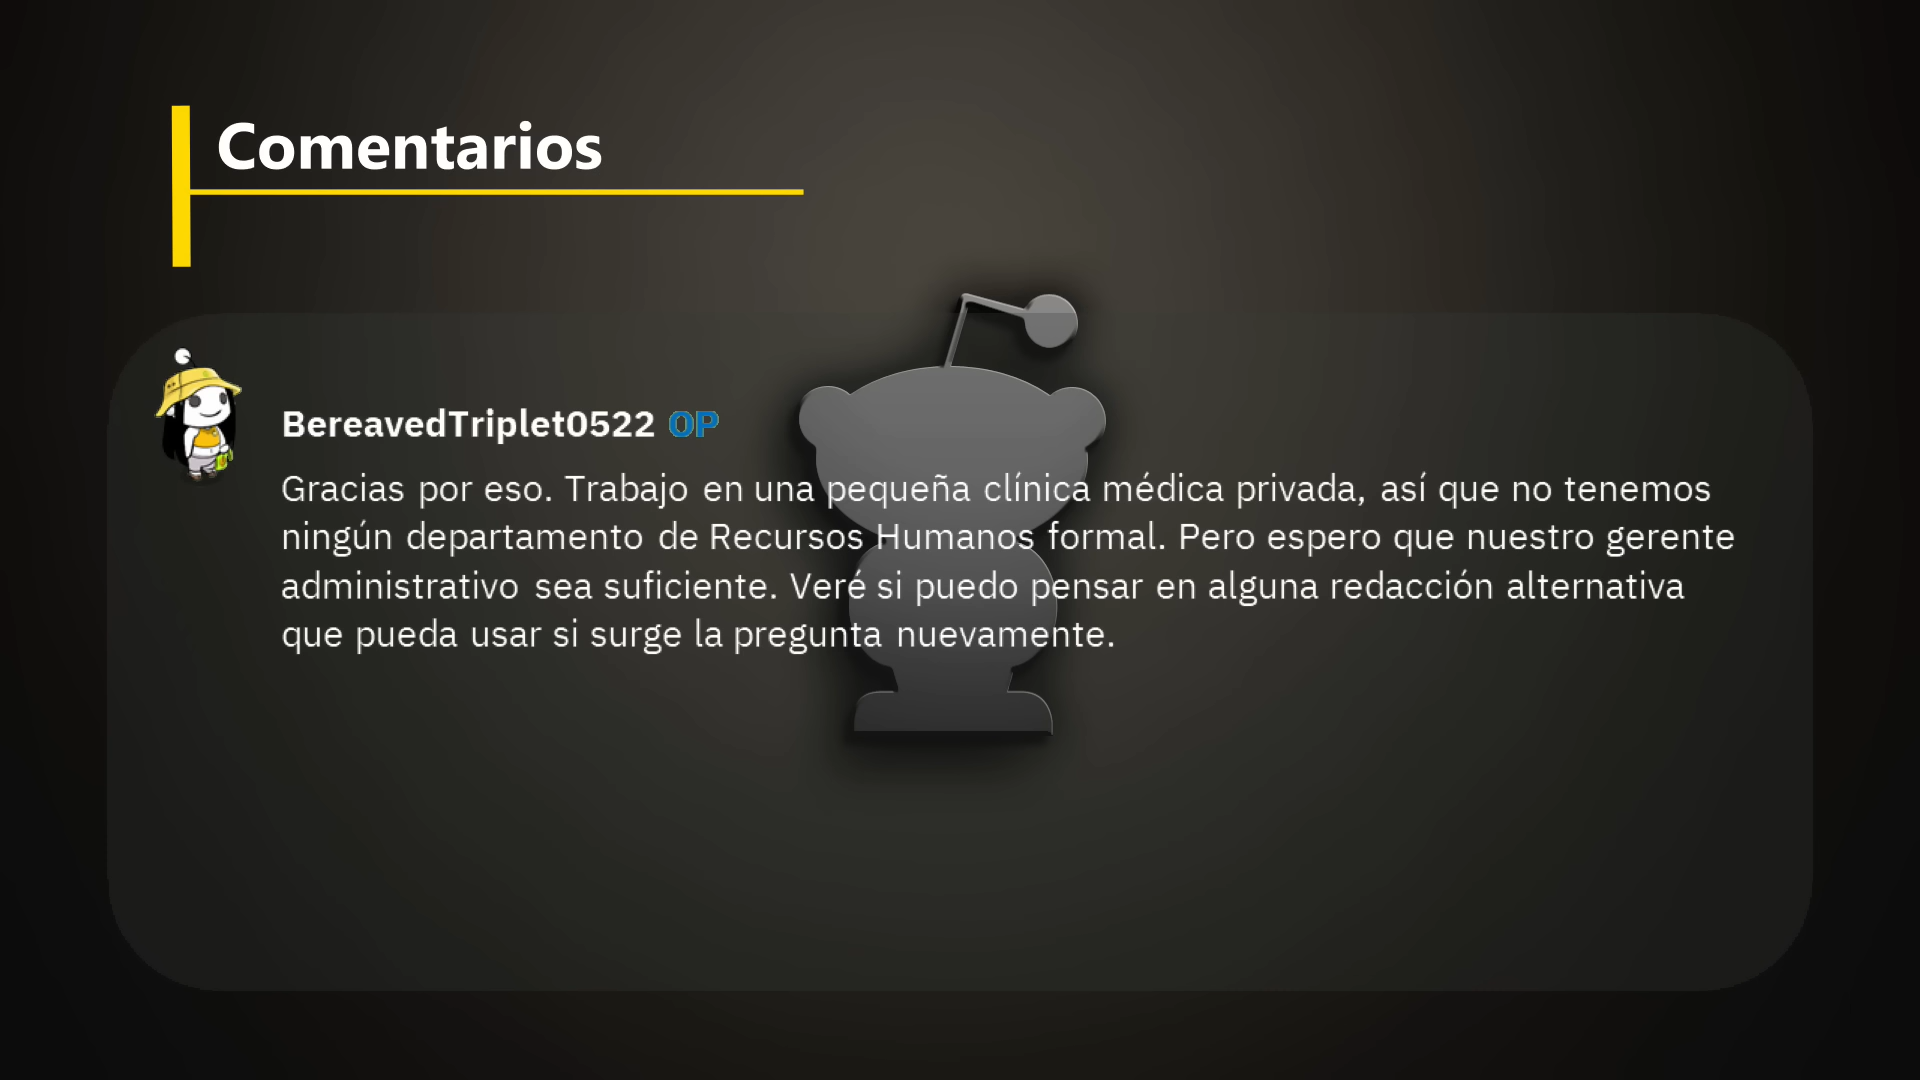 Comentarios
BereavedTriplet0522 OP
Gracias por eso. Trabajo en una pequeña clínica médica privada, así que no tenemos
ningún departamento de Recursos Humanos formal. Pero espero que nuestro gerente
administrativo sea suficiente. Veré si puedo pensar en alguna redacción alternativa
que pueda usar si surge la pregunta nuevamente.